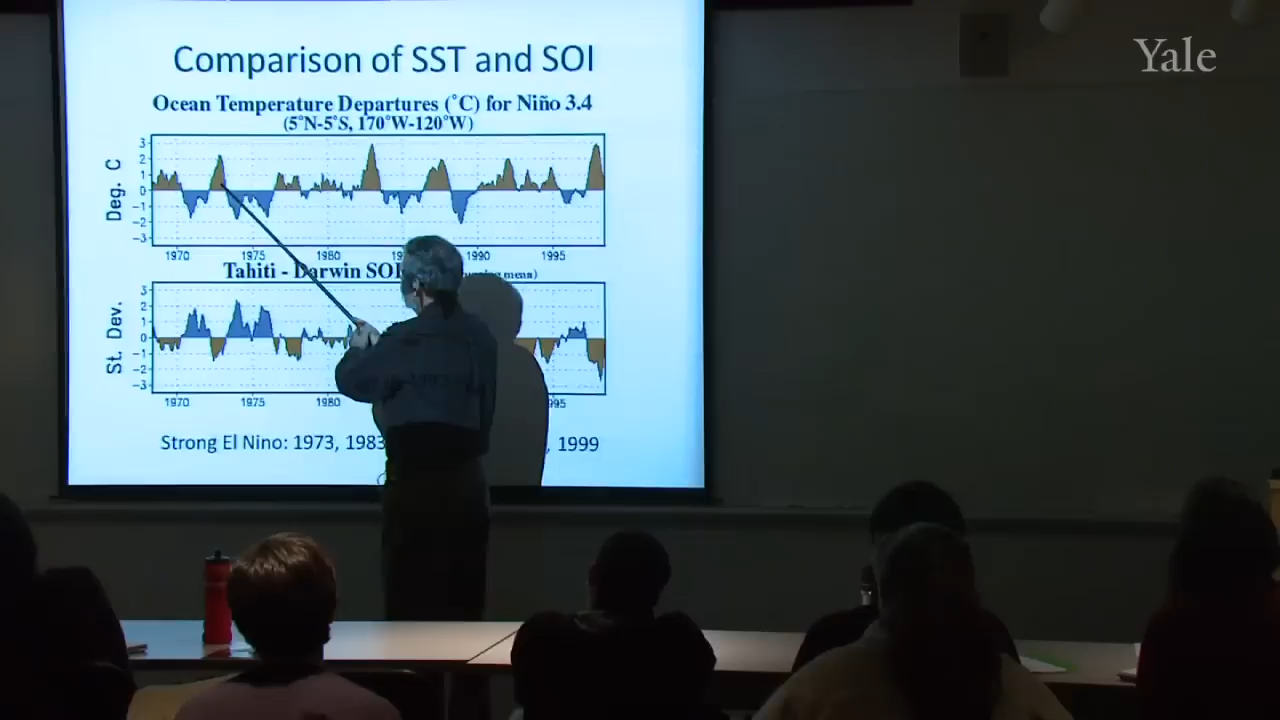 Comparison of SST and SOI
Yale
Ocean Temperature Departures (˚C) for Niño 3.4
(5˚N-5˚S, 170˚W-120˚W)
Deg. C
3
2
1
0
-1
-2
-3
1970 1975 1980 1990 1995
Tahiti - Darwin SOI mena)
St. Dev.
3
2
1
0
-1
-2
-3
1970 1975 1980 995
Strong El Nino: 1973, 1983 , 1999